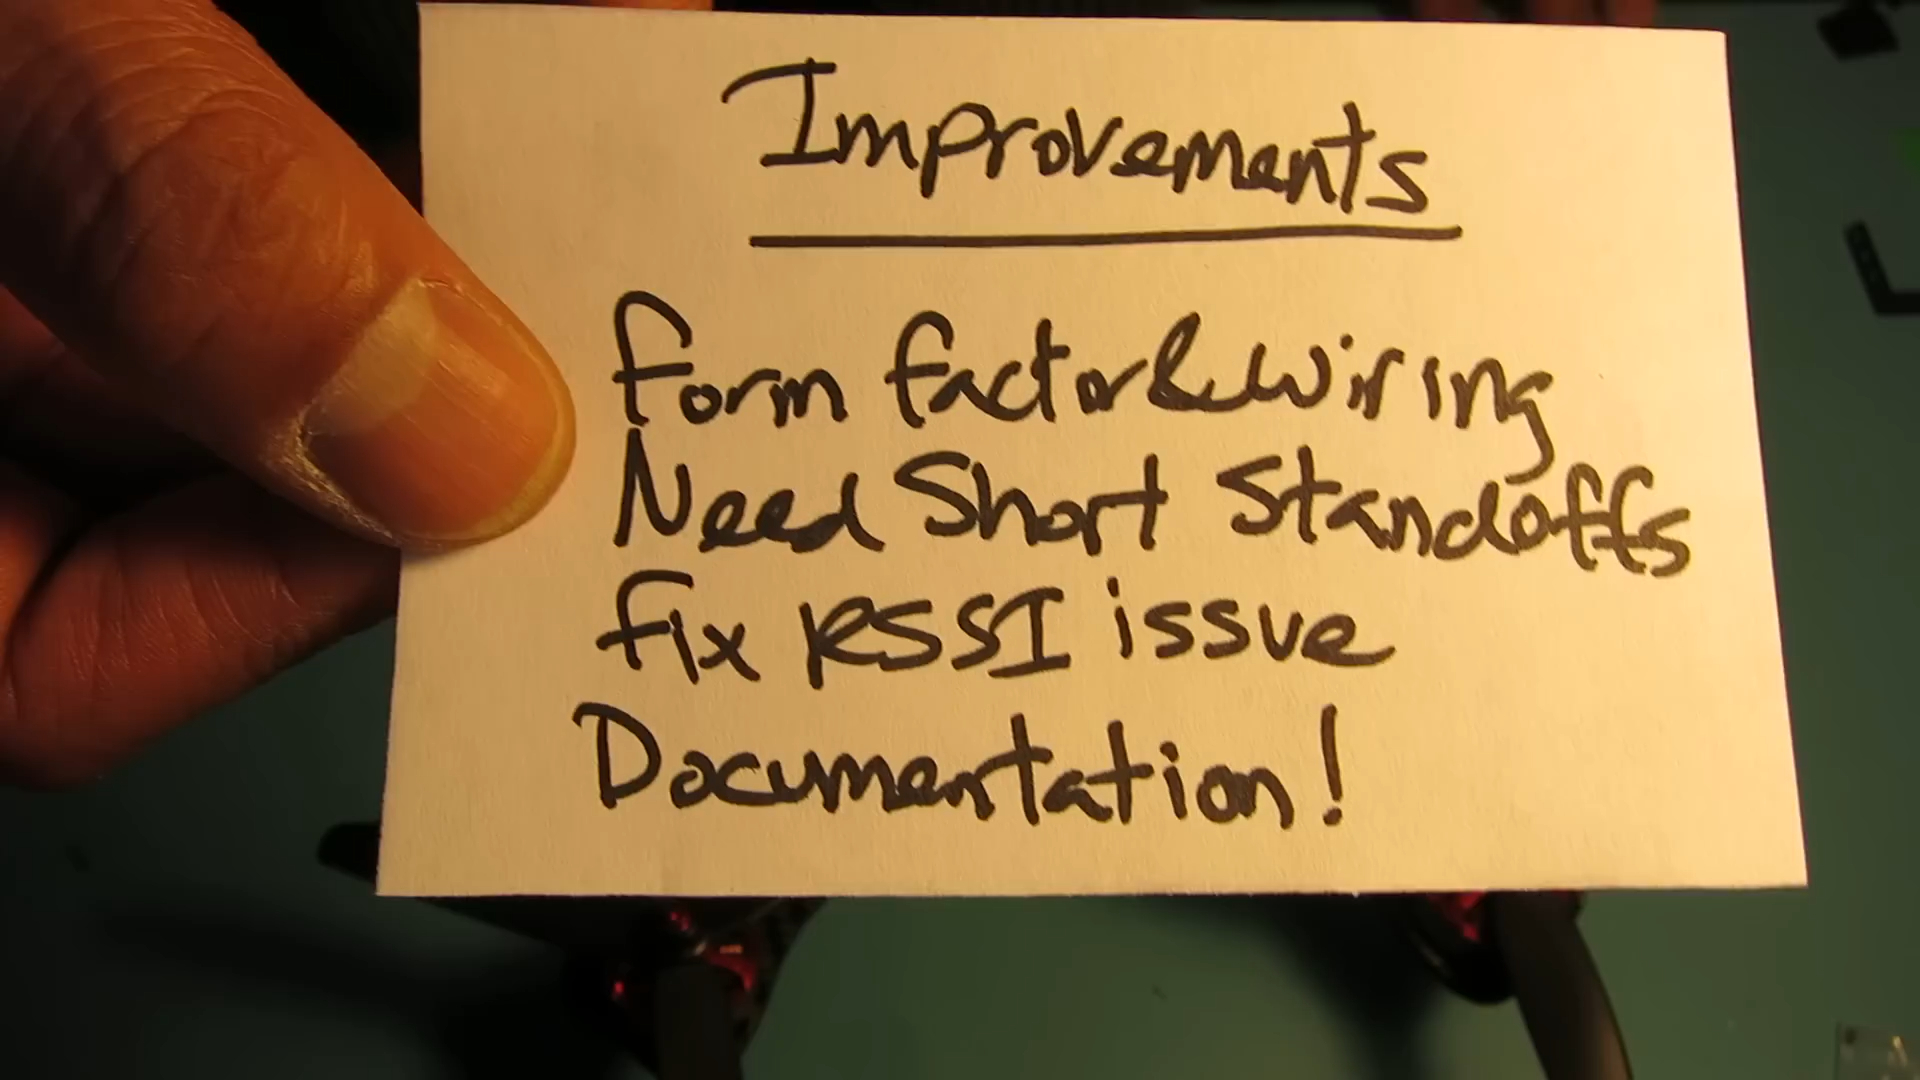 Improvements
Form factor & wiring
Need Short Standoffs
fix RSSI issue
Documentation!